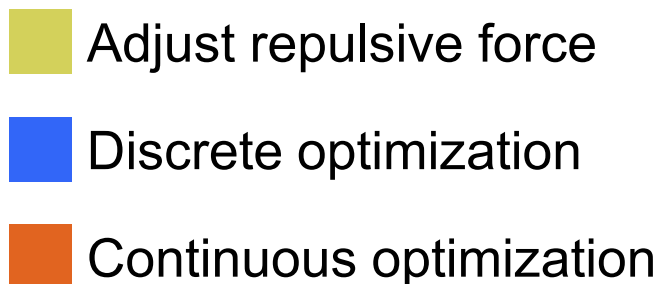 Adjust repulsive force
Discrete optimization
Continuous optimization